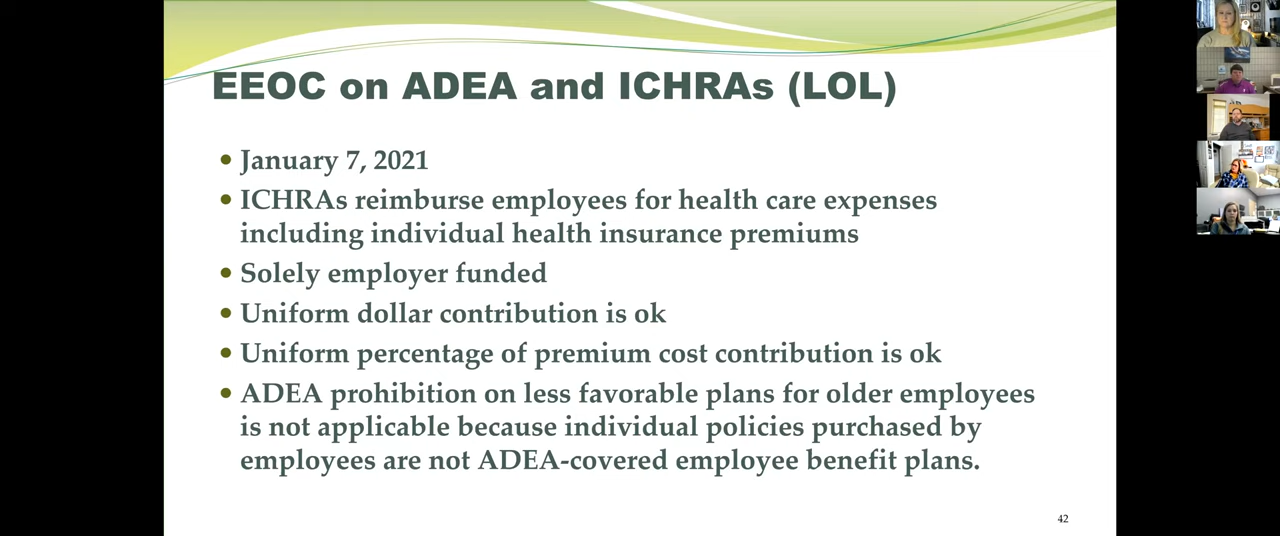 EEOC on ADEA and ICHRAs (LOL)
• January 7, 2021
• ICHRAs reimburse employees for health care expenses
including individual health insurance premiums
• Solely employer funded
• Uniform dollar contribution is ok
• Uniform percentage of premium cost contribution is ok
• ADEA prohibition on less favorable plans for older employees
is not applicable because individual policies purchased by
employees are not ADEA-covered employee benefit plans.
42